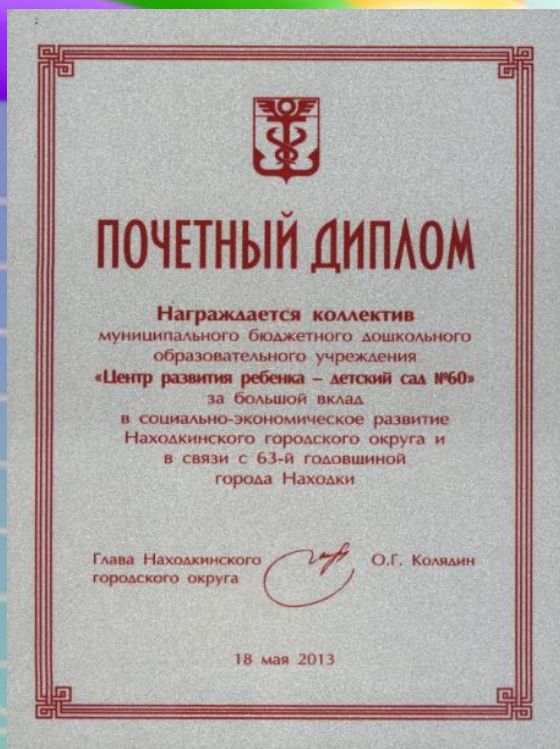 ПОЧЕТНЫЙ ДИПЛОМ
Награждается коллектив
муниципального бюджетного дошкольного
образовательного учреждения
«Центр развития ребенка – детский сад №60»
за большой вклад
в социально-экономическое развитие
Находкинского городского округа и
в связи с 63-й годовщиной
города Находки
Глава Находкинского
городского округа
О.Г. Колядин
18 мая 2013